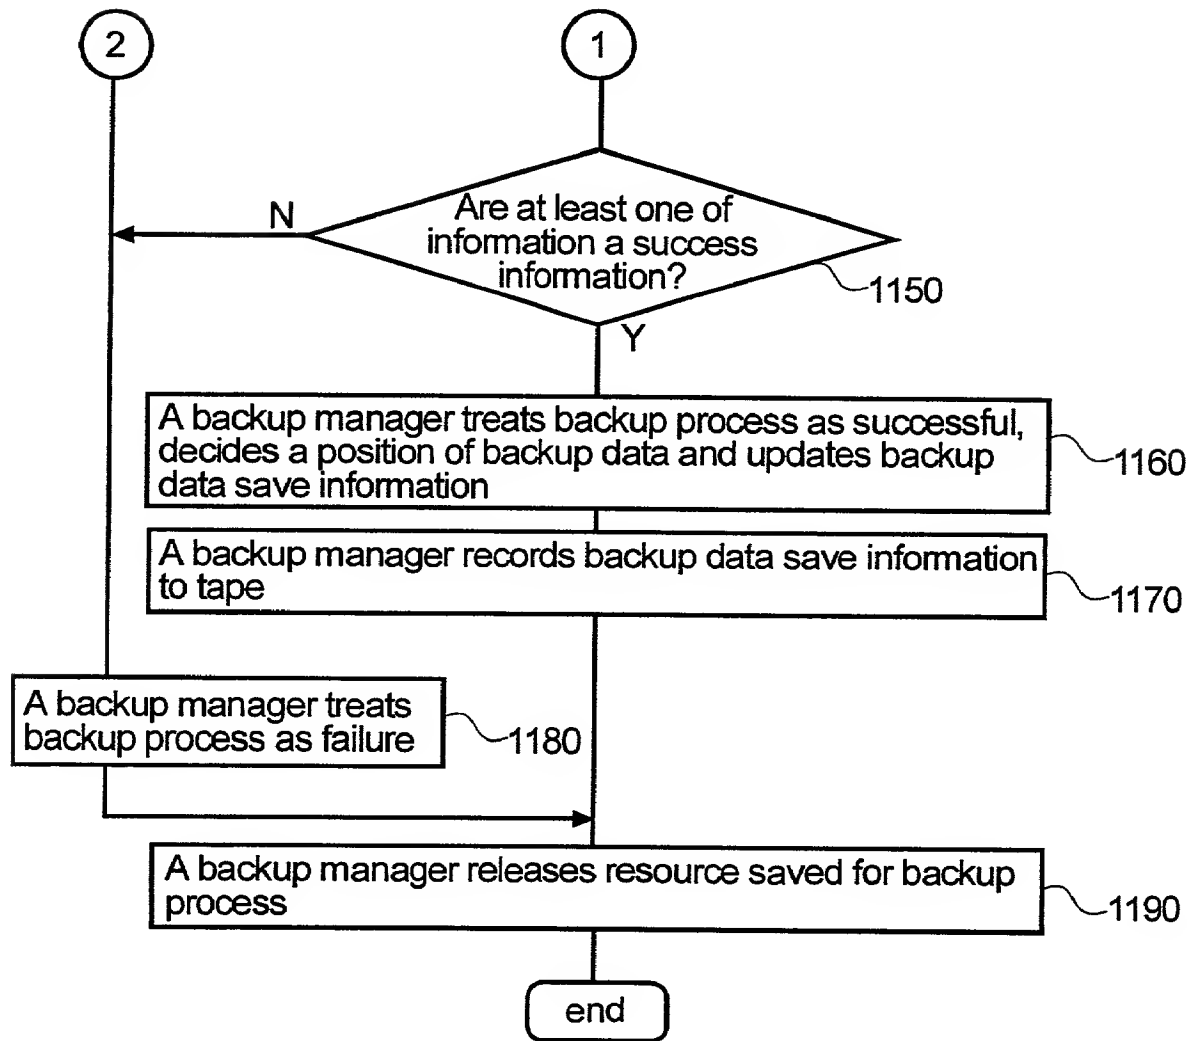 2
1
N
Are at least one of
information a success
information?
1150
Y
A backup manager treats backup process as successful,
decides a position of backup data and updates backup
data save information
1160
A backup manager records backup data save information
to tape
1170
A backup manager treats
backup process as failure
1180
A backup manager releases resource saved for backup
process
1190
end